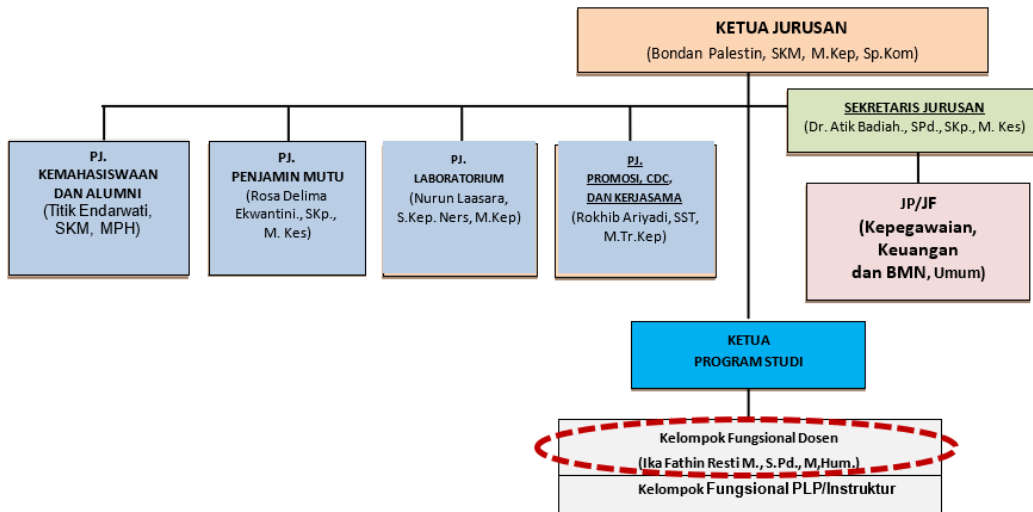 KETUA JURUSAN
(Bondan Palestin, SKM, M.Kep, Sp.Kom)
SEKRETARIS JURUSAN
(Dr. Atik Badiah., SPd., SKp., M. Kes)
PJ.
KEMAHASISWAAN
DAN ALUMNI
(Titik Endarwati,
SKM, MPH)
PJ.
PENJAMIN MUTU
(Rosa Delima
Ekwantini., SKp.,
M. Kes)
PJ.
LABORATORIUM
(Nurun Laasara,
S.Kep. Ners, M.Kep)
PJ.
PROMOSI, CDC,
DAN KERJASAMA
(Rokhib Ariyadi, SST,
M.Tr.Kep)
JP/JF
(Kepegawaian,
Keuangan
dan BMN, Umum)
KETUA
PROGRAM STUDI
Kelompok Fungsional Dosen
(Ika Fathin Resti M., S.Pd., M,Hum.)
Kelompok Fungsional PLP/Instruktur